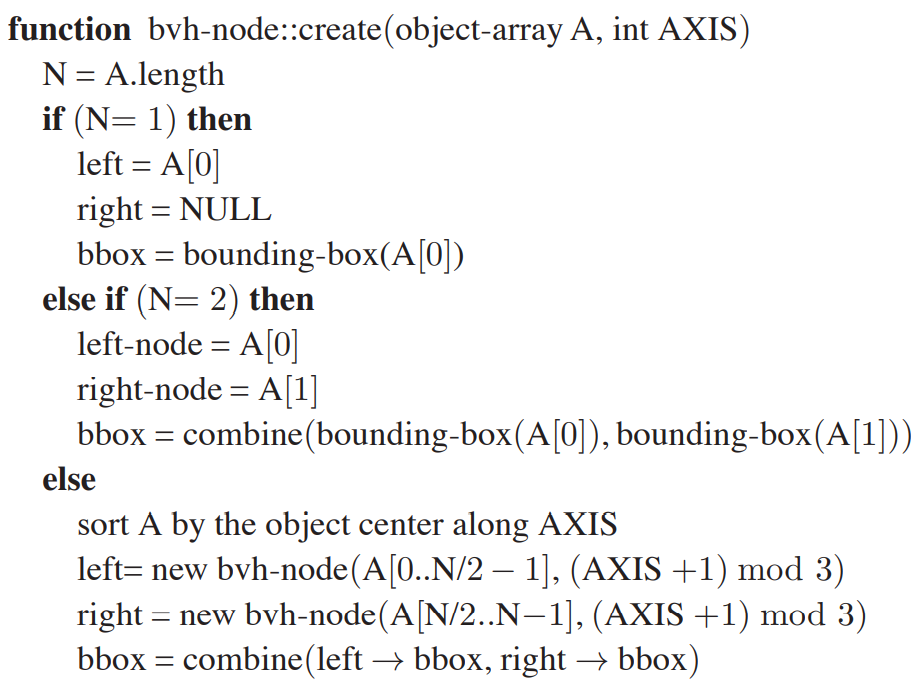 function bvh-node::create(object-array A, int AXIS)
N = A.length
if (N= 1) then
left = A[0]
right = NULL
bbox = bounding-box(A[0])
else if (N= 2) then
left-node = A[0]
right-node = A[1]
bbox = combine(bounding-box(A[0]), bounding-box(A[1]))
else
sort A by the object center along AXIS
left= new bvh-node(A[0..N/2 − 1], (AXIS +1) mod 3)
right = new bvh-node(A[N/2..N−1], (AXIS +1) mod 3)
bbox = combine(left → bbox, right → bbox)